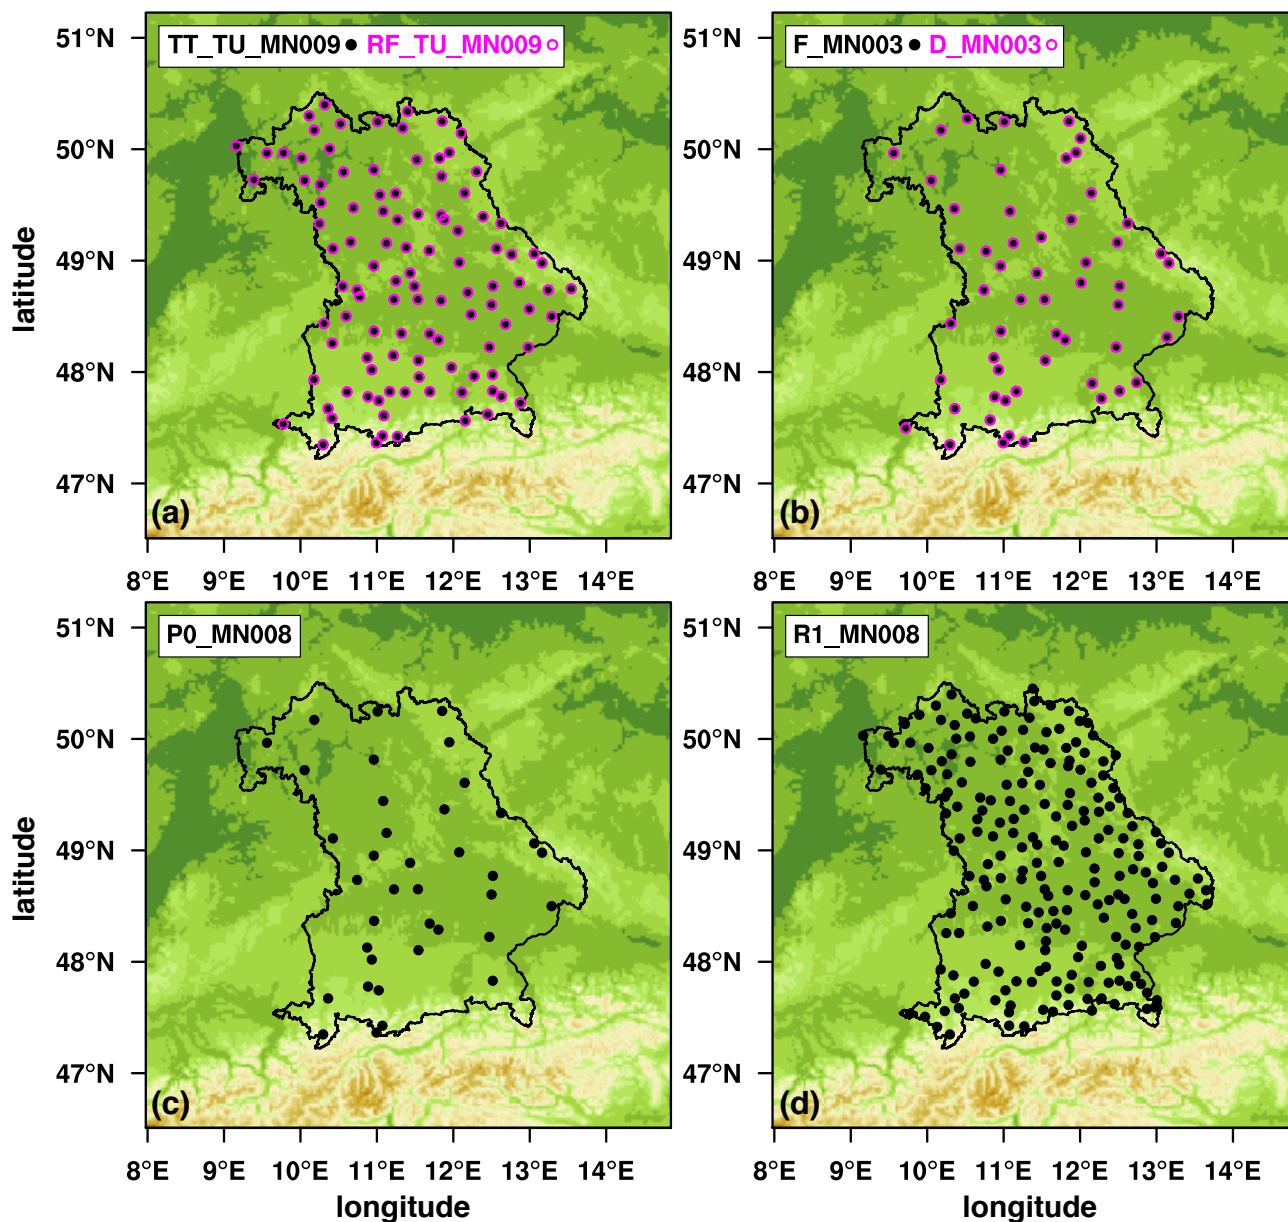 TT_TU_MN009 RF_TU_MN009
F_MN003 D_MN003
51°N
50°N
49°N
48°N
47°N
latitude
(a)
8°E 9°E 10°E 11°E 12°E 13°E 14°E
51°N
50°N
49°N
48°N
47°N
(b)
8°E 9°E 10°E 11°E 12°E 13°E 14°E
P0_MN008
51°N
50°N
49°N
48°N
47°N
latitude
(c)
8°E 9°E 10°E 11°E 12°E 13°E 14°E
longitude
R1_MN008
51°N
50°N
49°N
48°N
47°N
(d)
8°E 9°E 10°E 11°E 12°E 13°E 14°E
longitude